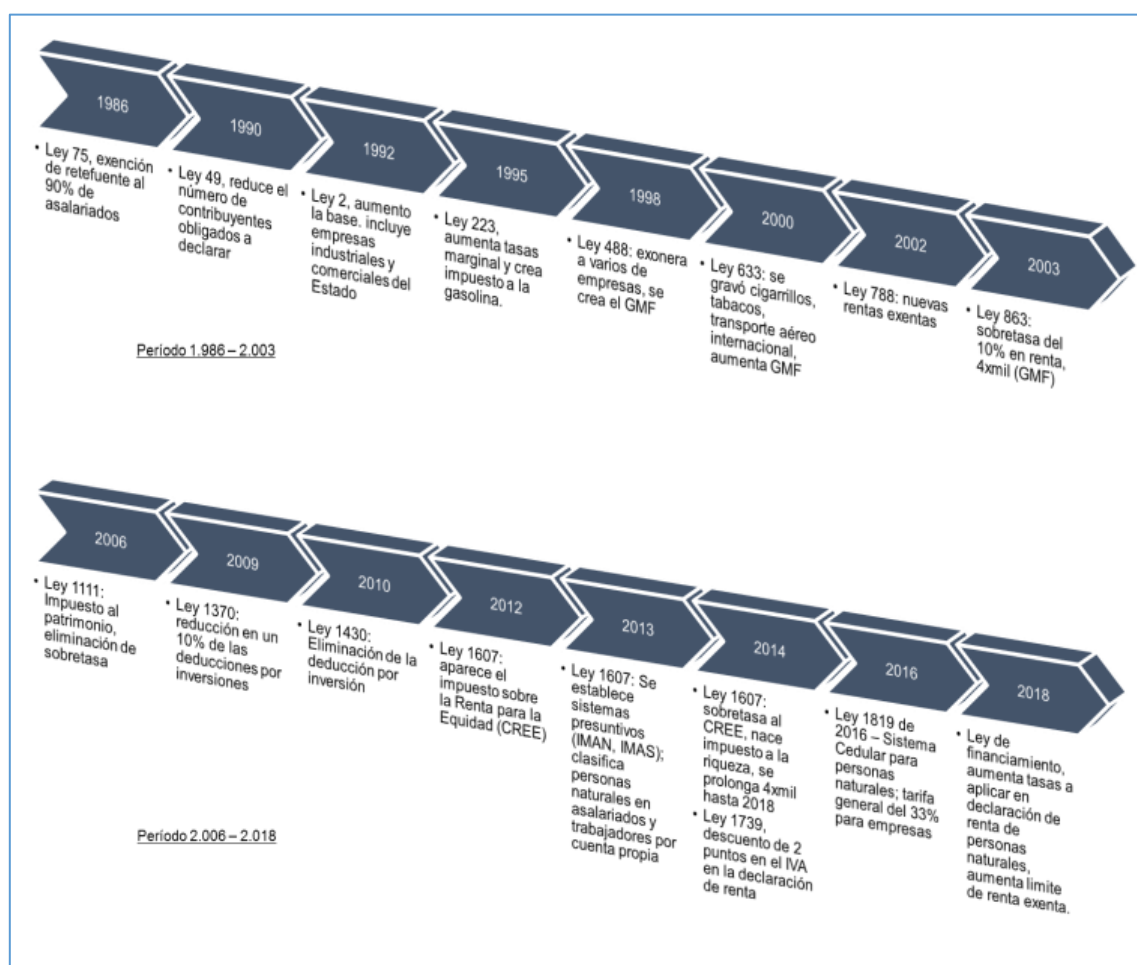 1986
• Ley 75, exención
de retefuente al
90% de
asalariados
1990
• Ley 49, reduce el
número de
contribuyentes
obligados a
declarar
1992
• Ley 2, aumento
la base. incluye
empresas
industriales y
comerciales del
Estado
1995
• Ley 223,
aumenta tasas
marginal y crea
impuesto a la
gasolina.
1998
• Ley 488: exonera
a varios de
empresas, se
crea el GMF
2000
• Ley 633: se
gravó cigarrillos,
tabacos,
transporte aéreo
internacional,
aumenta GMF
2002
• Ley 788: nuevas
rentas exentas
2003
• Ley 863:
sobretasa del
10% en renta,
4xmil (GMF)
Período 1.986 – 2.003
2006
• Ley 1111:
Impuesto al
patrimonio,
eliminación de
sobretasa
2009
• Ley 1370:
reducción en un
10% de las
deducciones por
inversiones
2010
• Ley 1430:
Eliminación de la
deducción por
inversión
2012
• Ley 1607:
aparece el
impuesto sobre
la Renta para la
Equidad (CREE)
2013
• Ley 1607: Se
establece
sistemas
presuntivos
(IMAN, IMAS);
clasifica
personas
naturales en
asalariados y
trabajadores por
cuenta propia
2014
• Ley 1607:
sobretasa al
CREE, nace
impuesto a la
riqueza, se
prolonga 4xmil
hasta 2018
• Ley 1739,
descuento de 2
puntos en el IVA
en la declaración
de renta
2016
• Ley 1819 de
2016 – Sistema
Cedular para
personas
naturales; tarifa
general del 33%
para empresas
2018
• Ley de
financiamiento,
aumenta tasas a
aplicar en
declaración de
renta de
personas
naturales,
aumenta limite
de renta exenta.
Período 2.006 – 2.018